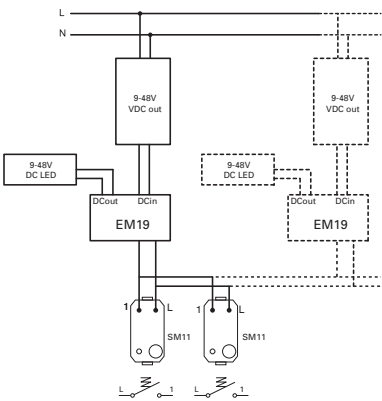 L
N
9-48V
VDC out
9-48V
VDC out
9-48V
DC LED
9-48V
DC LED
DCout DCin
EM19
DCout DCin
EM19
1 L
SM11
1 L
SM11
L 1
L 1